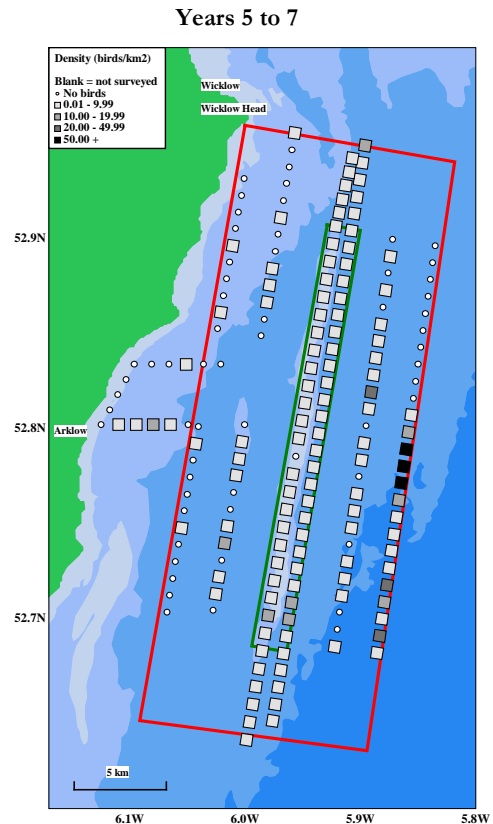 Years 5 to 7
Density (birds/km2)
Blank = not surveyed
No birds
0.01 - 9.99
10.00 - 19.99
20.00 - 49.99
50.00 +
Wicklow
Wicklow Head
52.9N
52.8N
Arklow
52.7N
5 km
6.1W 6.0W 5.9W 5.8W